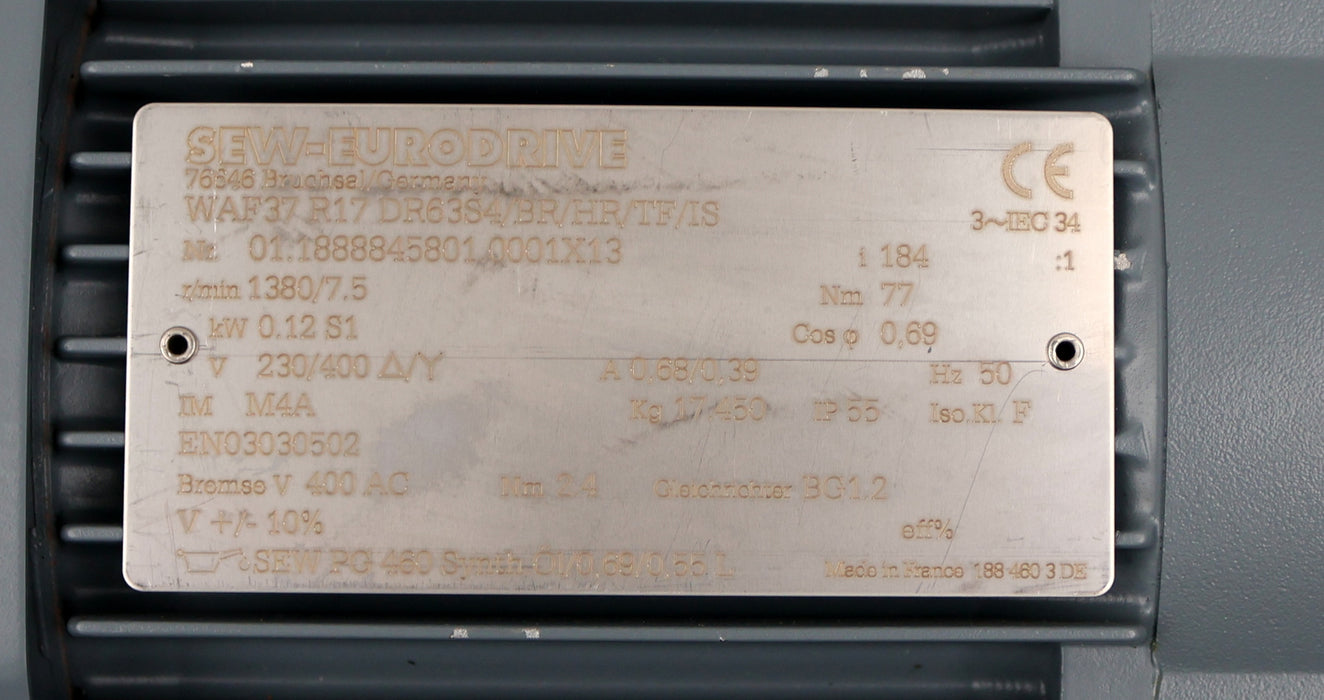 SEW-EURODRIVE
76646 Bruchsal/Germany
CE
WAF37 R17 DR63S4/BR/HR/TF/IS
3~IEC 34
Nr. 01.1888845801.0001X13
i 184 :1
r/min 1380/7.5
Nm 77
kW 0.12 S1
Cos φ 0,69
V 230/400 Δ/Y
A 0,68/0,39
Hz 50
IM M4A
Kg 17.450
IP 55
Iso.Kl. F
EN03030502
Bremse V 400 AC
Nm 2.4
Gleichrichter BG1.2
V +/- 10%
eff%
SEW PG 460 Synth.Öl/0,69/0,55 L
Made in France 188 460 3 DE